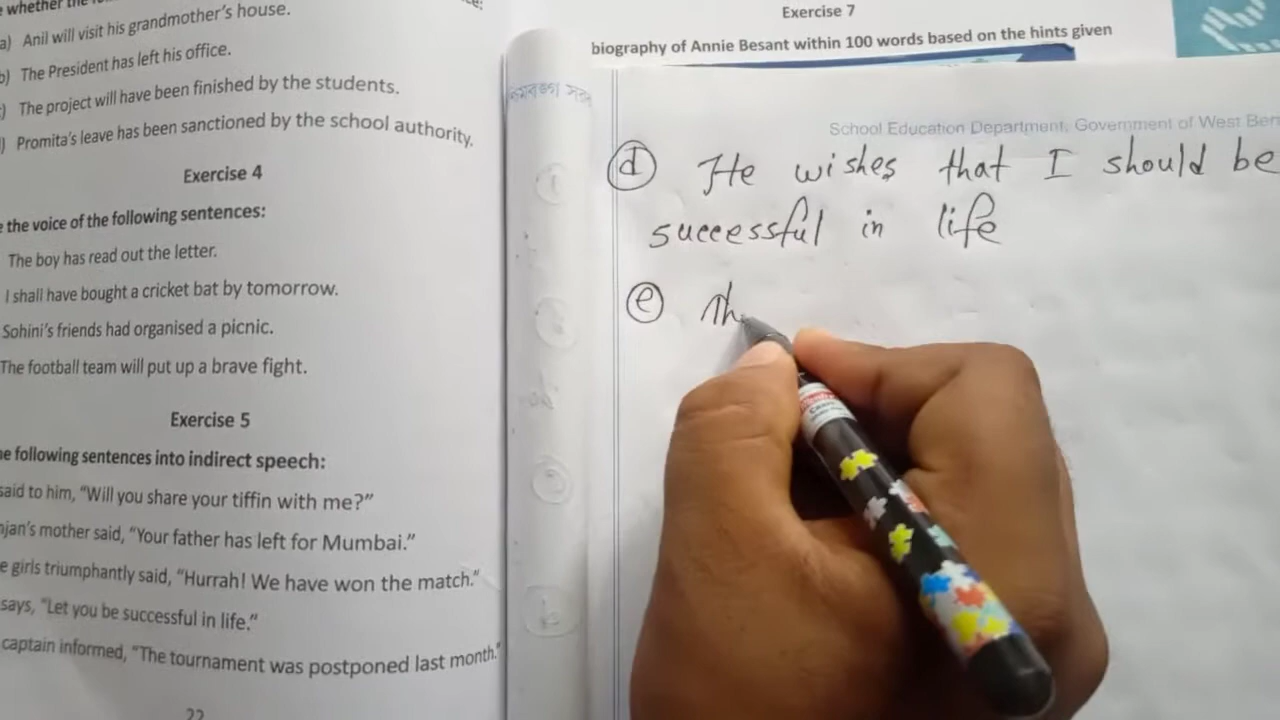 whether the
a) Anil will visit his grandmother's house.
b) The President has left his office.
) The project will have been finished by the students.
) Promita's leave has been sanctioned by the school authority.
Exercise 4
the voice of the following sentences:
The boy has read out the letter.
I shall have bought a cricket bat by tomorrow.
Sohini's friends had organised a picnic.
The football team will put up a brave fight.
Exercise 5
following sentences into indirect speech:
said to him, "Will you share your tiffin with me?"
mother said, "Your father has left for Mumbai."
girls triumphantly said, "Hurrah! We have won the match."
says, "Let you be successful in life."
captain informed, "The tournament was postponed last month."
22
Exercise 7
biography of Annie Besant within 100 words based on the hints given
School Education Department, Government of West Ben
d He wishes that I should be
successful in life
e Th